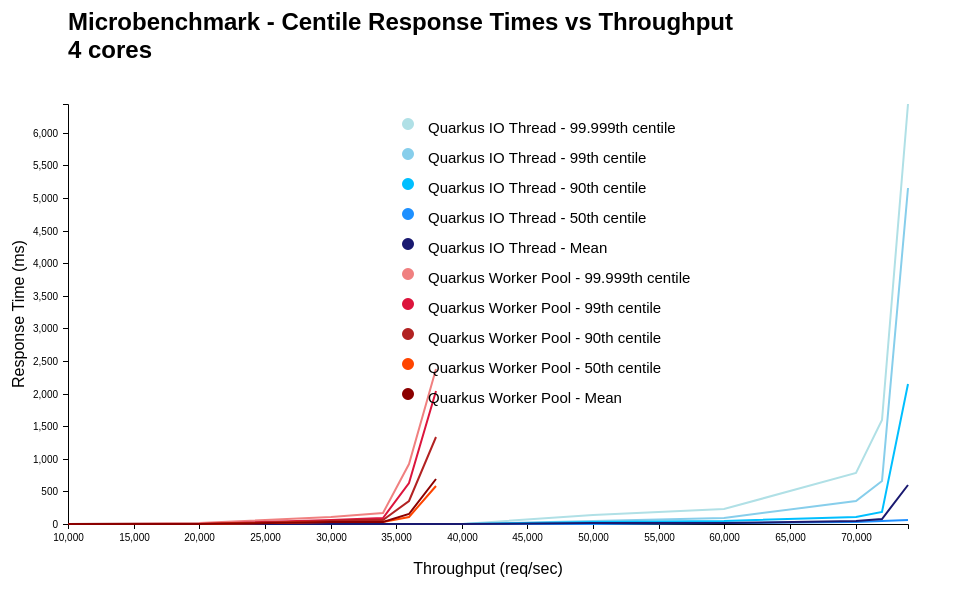 Microbenchmark - Centile Response Times vs Throughput
4 cores
Quarkus IO Thread - 99.999th centile
Quarkus IO Thread - 99th centile
Quarkus IO Thread - 90th centile
Quarkus IO Thread - 50th centile
Quarkus IO Thread - Mean
Quarkus Worker Pool - 99.999th centile
Quarkus Worker Pool - 99th centile
Quarkus Worker Pool - 90th centile
Quarkus Worker Pool - 50th centile
Quarkus Worker Pool - Mean
Response Time (ms)
6,000
5,500
5,000
4,500
4,000
3,500
3,000
2,500
2,000
1,500
1,000
500
0
10,000 15,000 20,000 25,000 30,000 35,000 40,000 45,000 50,000 55,000 60,000 65,000 70,000
Throughput (req/sec)